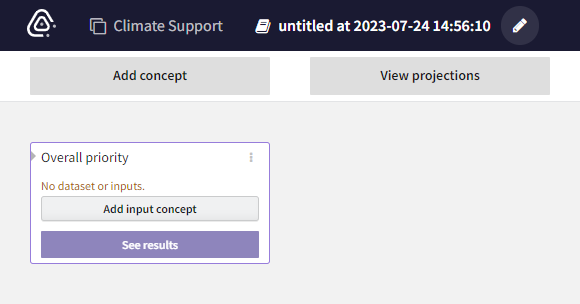 Climate Support untitled at 2023-07-24 14:56:10
Add concept View projections
Overall priority
No dataset or inputs.
Add input concept
See results